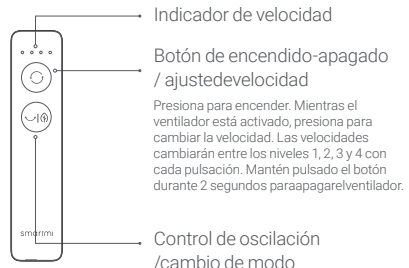 Indicador de velocidad
Botón de encendido-apagado
/ ajustedevelocidad
Presiona para encender. Mientras el
ventilador está activado, presiona para
cambiar la velocidad. Las velocidades
cambiarán entre los niveles 1, 2, 3 y 4 con
cada pulsación. Mantén pulsado el botón
durante 2 segundos paraapagarelventilador.
smartmi
Control de oscilación
/cambio de modo